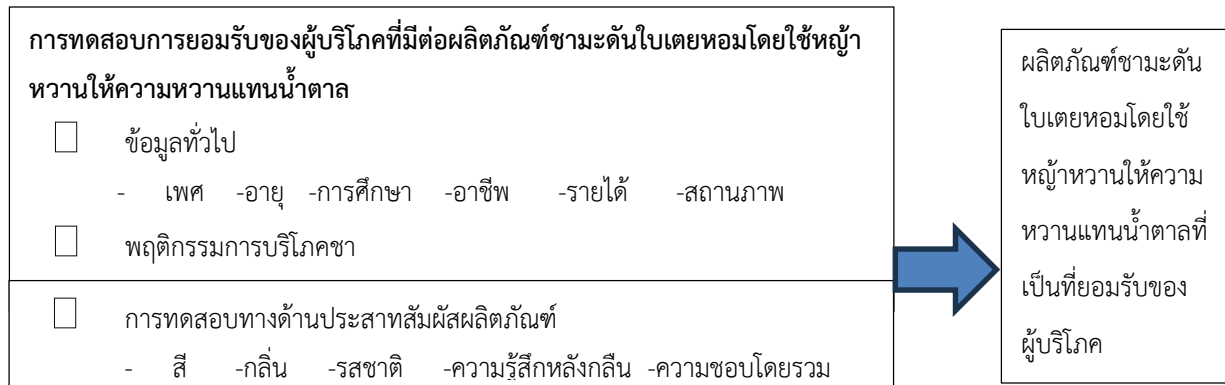 การทดสอบการยอมรับของผู้บริโภคที่มีต่อผลิตภัณฑ์ชามะดันใบเตยหอมโดยใช้หญ้า
หวานให้ความหวานแทนน้ำตาล
ข้อมูลทั่วไป
- เพศ -อายุ -การศึกษา -อาชีพ -รายได้ -สถานภาพ
พฤติกรรมการบริโภคชา
การทดสอบทางด้านประสาทสัมผัสผลิตภัณฑ์
- สี -กลิ่น -รสชาติ -ความรู้สึกหลังกลืน -ความชอบโดยรวม
ผลิตภัณฑ์ชามะดัน
ใบเตยหอมโดยใช้
หญ้าหวานให้ความ
หวานแทนน้ำตาลที่
เป็นที่ยอมรับของ
ผู้บริโภค